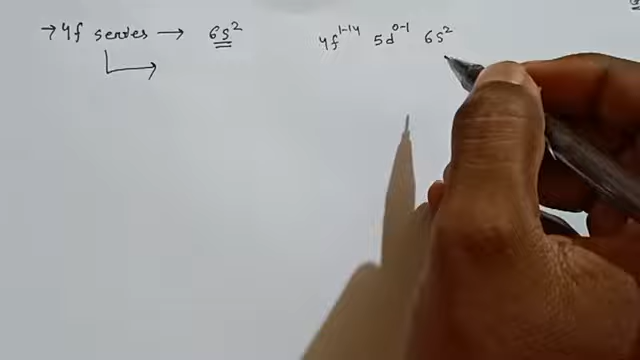 → 4f series → 6s² 4f¹⁻¹⁴ 5d⁰⁻¹ 6s²